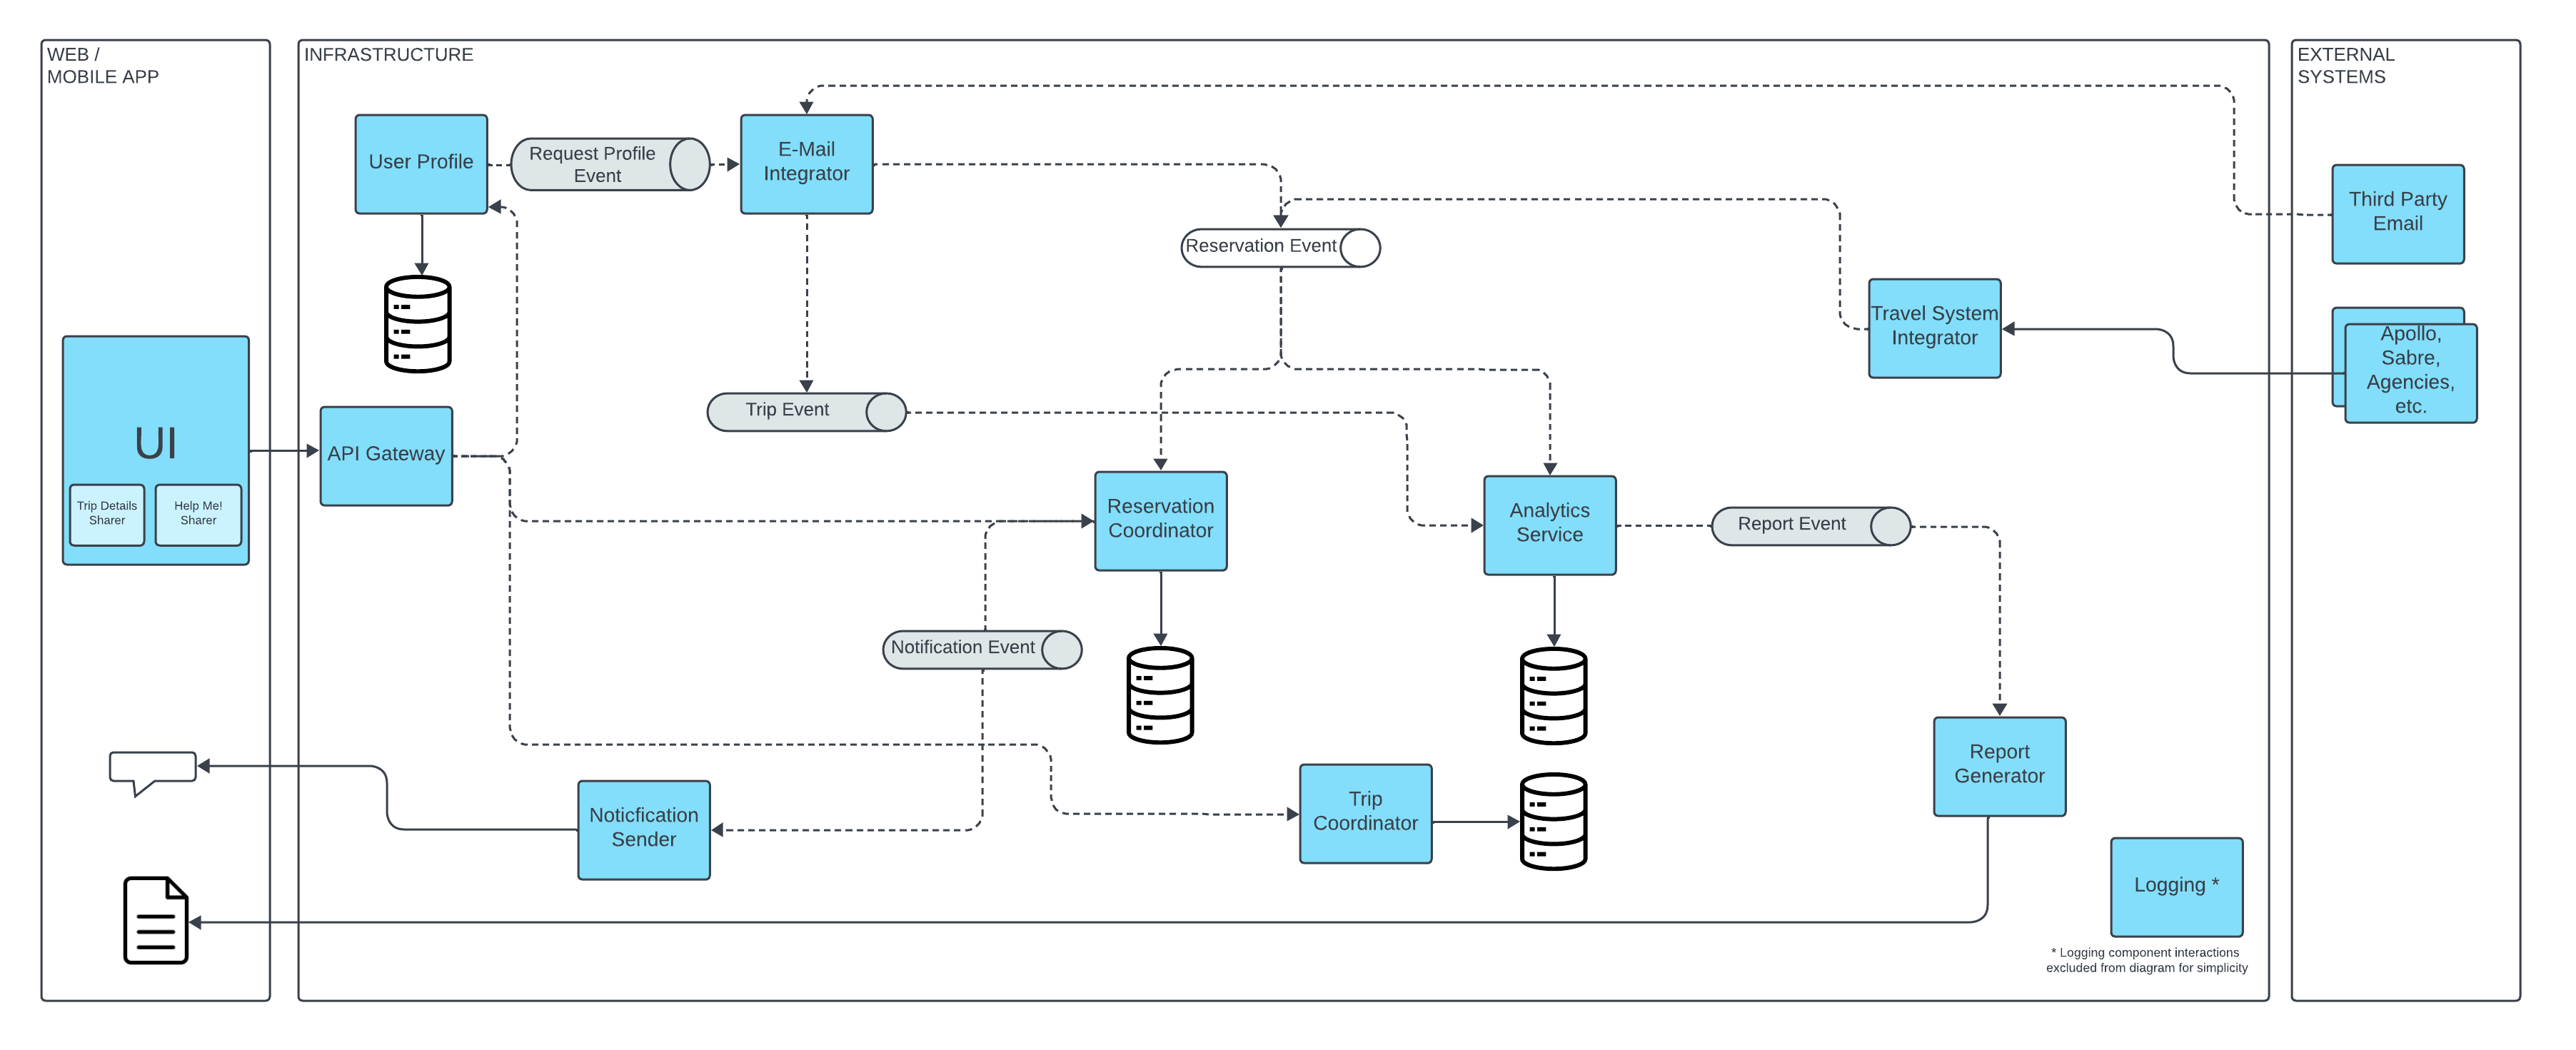 WEB /
MOBILE APP
INFRASTRUCTURE
EXTERNAL
SYSTEMS
User Profile
Request Profile
Event
E-Mail
Integrator
Third Party
Email
Reservation Event
Travel System
Integrator
Apollo,
Sabre,
Agencies,
etc.
UI
Trip Details
Sharer
Help Me!
Sharer
API Gateway
Trip Event
Reservation
Coordinator
Analytics
Service
Report Event
Notification Event
Noticfication
Sender
Trip
Coordinator
Report
Generator
Logging *
* Logging component interactions
excluded from diagram for simplicity